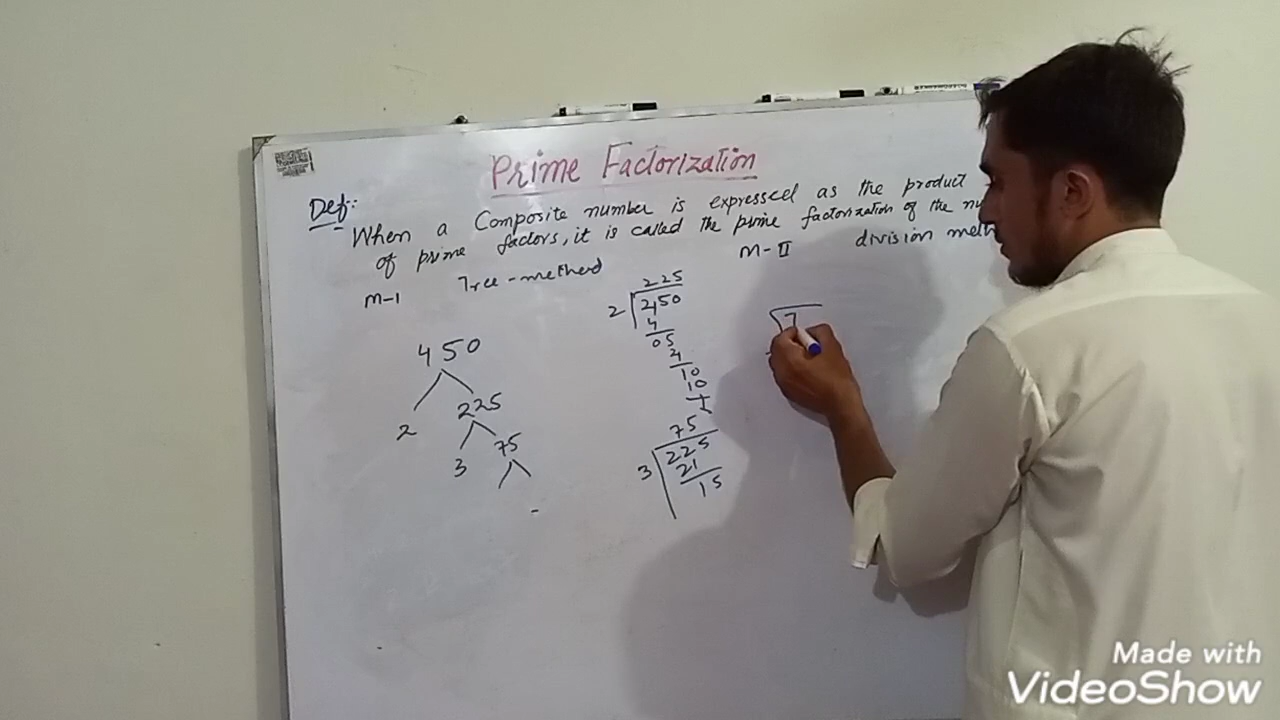 Prime Factorization
Def:
When a Composite number is expressed as the product
of prime factors, it is called the prime factorization of the
M-I Tree-method
M-II division
450
2 225
3 75
225
2 450
4
05
4
10
10
75
3 225
21
15
7
Made with
VideoShow